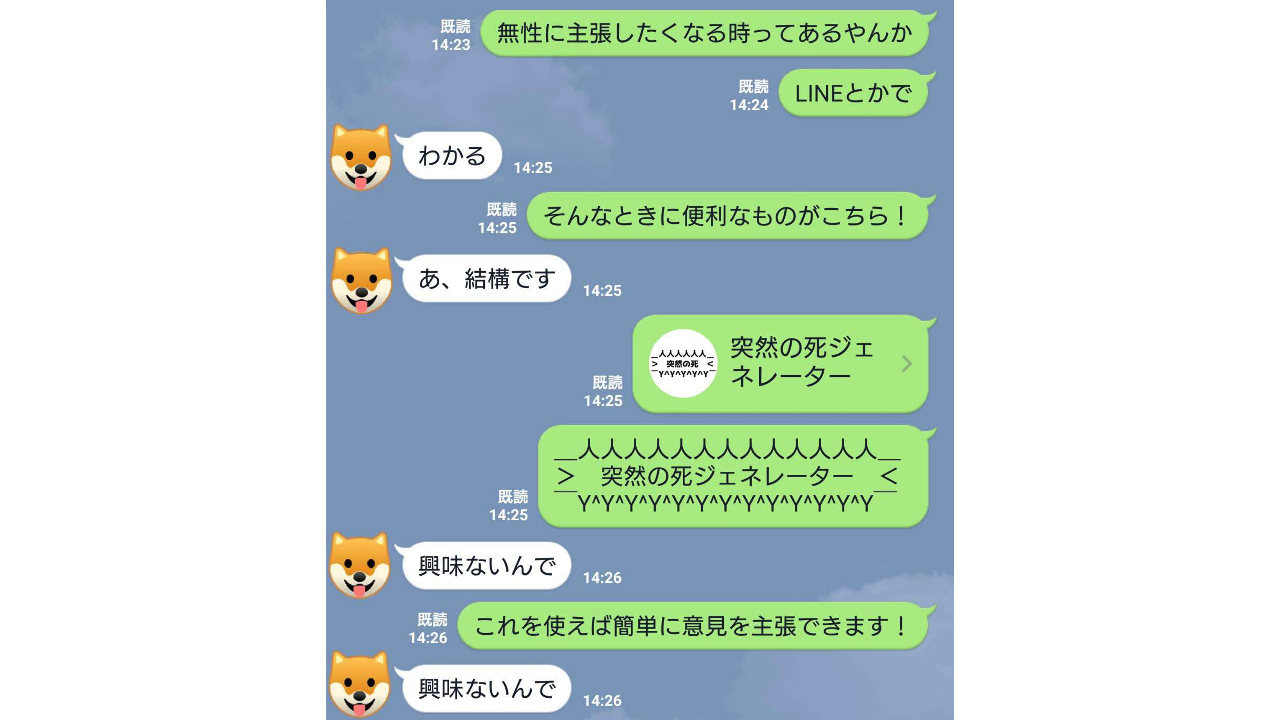 既読
14:23
無性に主張したくなる時ってあるやんか
既読
14:24
LINEとかで
わかる
14:25
既読
14:25
そんなときに便利なものがこちら！
あ、結構です
14:25
既読
14:25
＿人人人人人人＿
＞　突然の死　＜
￣Y^Y^Y^Y^Y￣
突然の死ジェ
ネレーター
既読
14:25
＿人人人人人人人人人人人人人＿
＞　突然の死ジェネレーター　＜
￣Y^Y^Y^Y^Y^Y^Y^Y^Y^Y^Y^Y^Y￣
興味ないんで
14:26
既読
14:26
これを使えば簡単に意見を主張できます！
興味ないんで
14:26